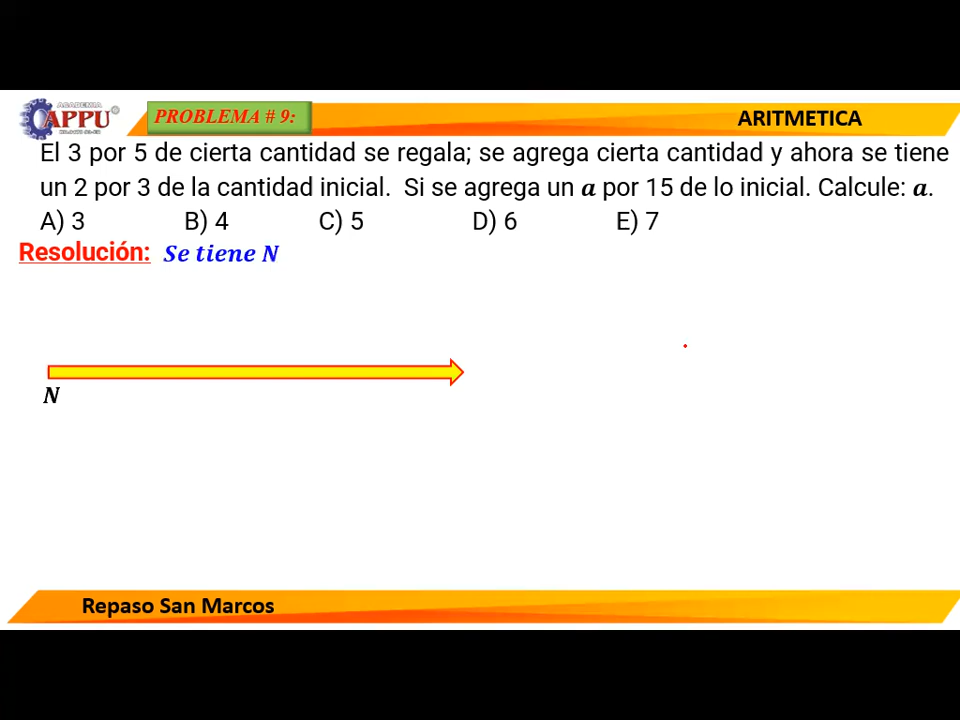 ACADEMIA
APPU
PROBLEMA # 9:
ARITMETICA
El 3 por 5 de cierta cantidad se regala; se agrega cierta cantidad y ahora se tiene
un 2 por 3 de la cantidad inicial. Si se agrega un a por 15 de lo inicial. Calcule: a.
A) 3 B) 4 C) 5 D) 6 E) 7
Resolución: Se tiene N
N
Repaso San Marcos